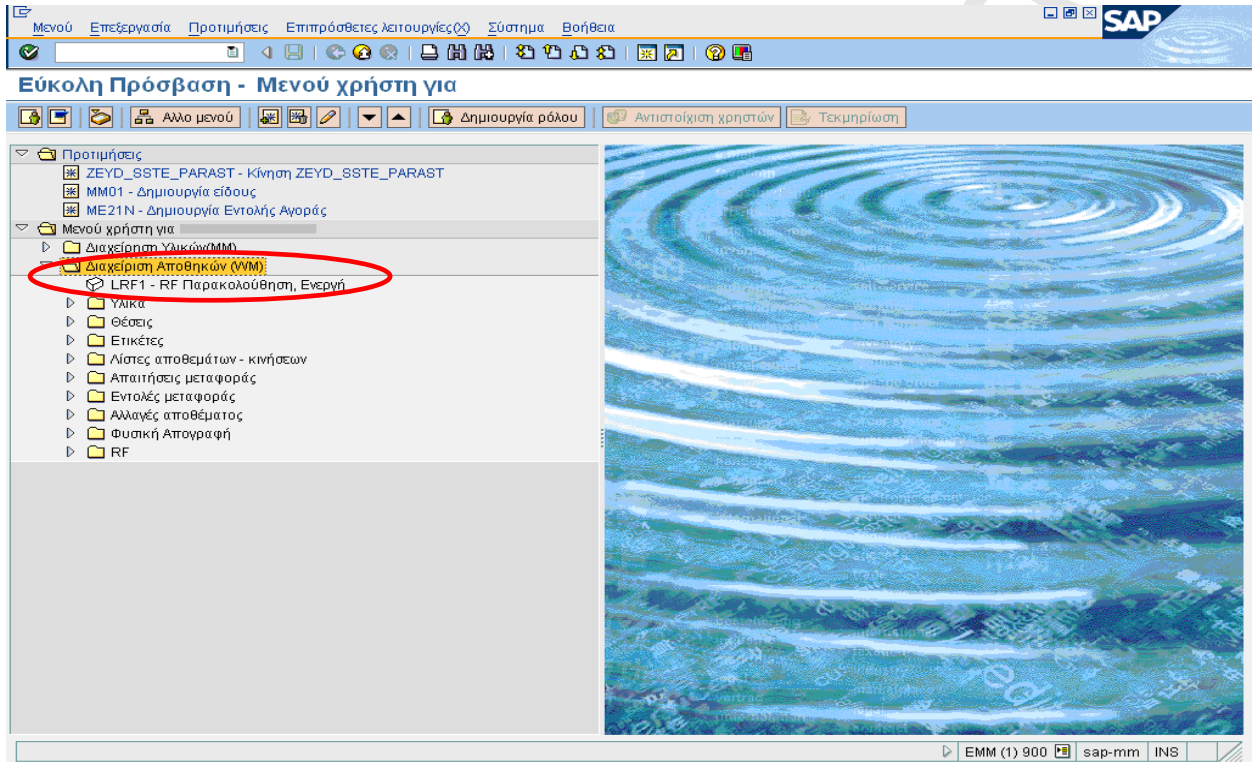 Μενού Επεξεργασία Προτιμήσεις Επιπρόσθετες λειτουργίες(X) Σύστημα Βοήθεια
SAP
Εύκολη Πρόσβαση - Μενού χρήστη για
Αλλο μενού Δημιουργία ρόλου Αντιστοίχιση χρηστών Τεκμηρίωση
Προτιμήσεις
ZEYD_SSTE_PARAST - Κίνηση ZEYD_SSTE_PARAST
MM01 - Δημιουργία είδους
ME21N - Δημιουργία Εντολής Αγοράς
Μενού χρήστη για
Διαχείρηση Υλικών(MM)
Διαχείριση Αποθηκών (WM)
LRF1 - RF Παρακολούθηση, Ενεργή
Υλικά
Θέσεις
Ετικέτες
Λίστες αποθεμάτων - κινήσεων
Απαιτήσεις μεταφοράς
Εντολές μεταφοράς
Αλλαγές αποθέματος
Φυσική Απογραφή
RF
EMM (1) 900 sap-mm INS